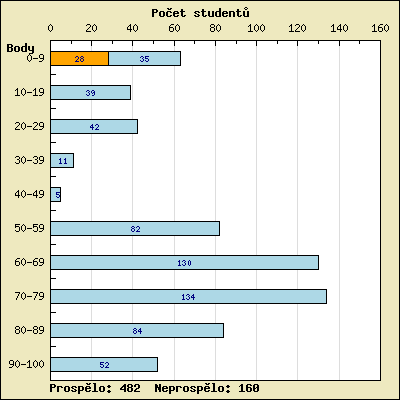 Počet studentů
0 20 40 60 80 100 120 140 160
Body
0-9 28 35
10-19 39
20-29 42
30-39 11
40-49 5
50-59 82
60-69 130
70-79 134
80-89 84
90-100 52
Prospělo: 482 Neprospělo: 160